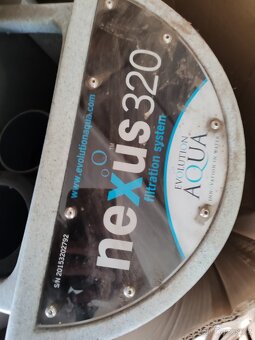 www.evolutionaqua.com
nexus320
filtration system
EVOLUTION
AQUA
S/N 20153202792